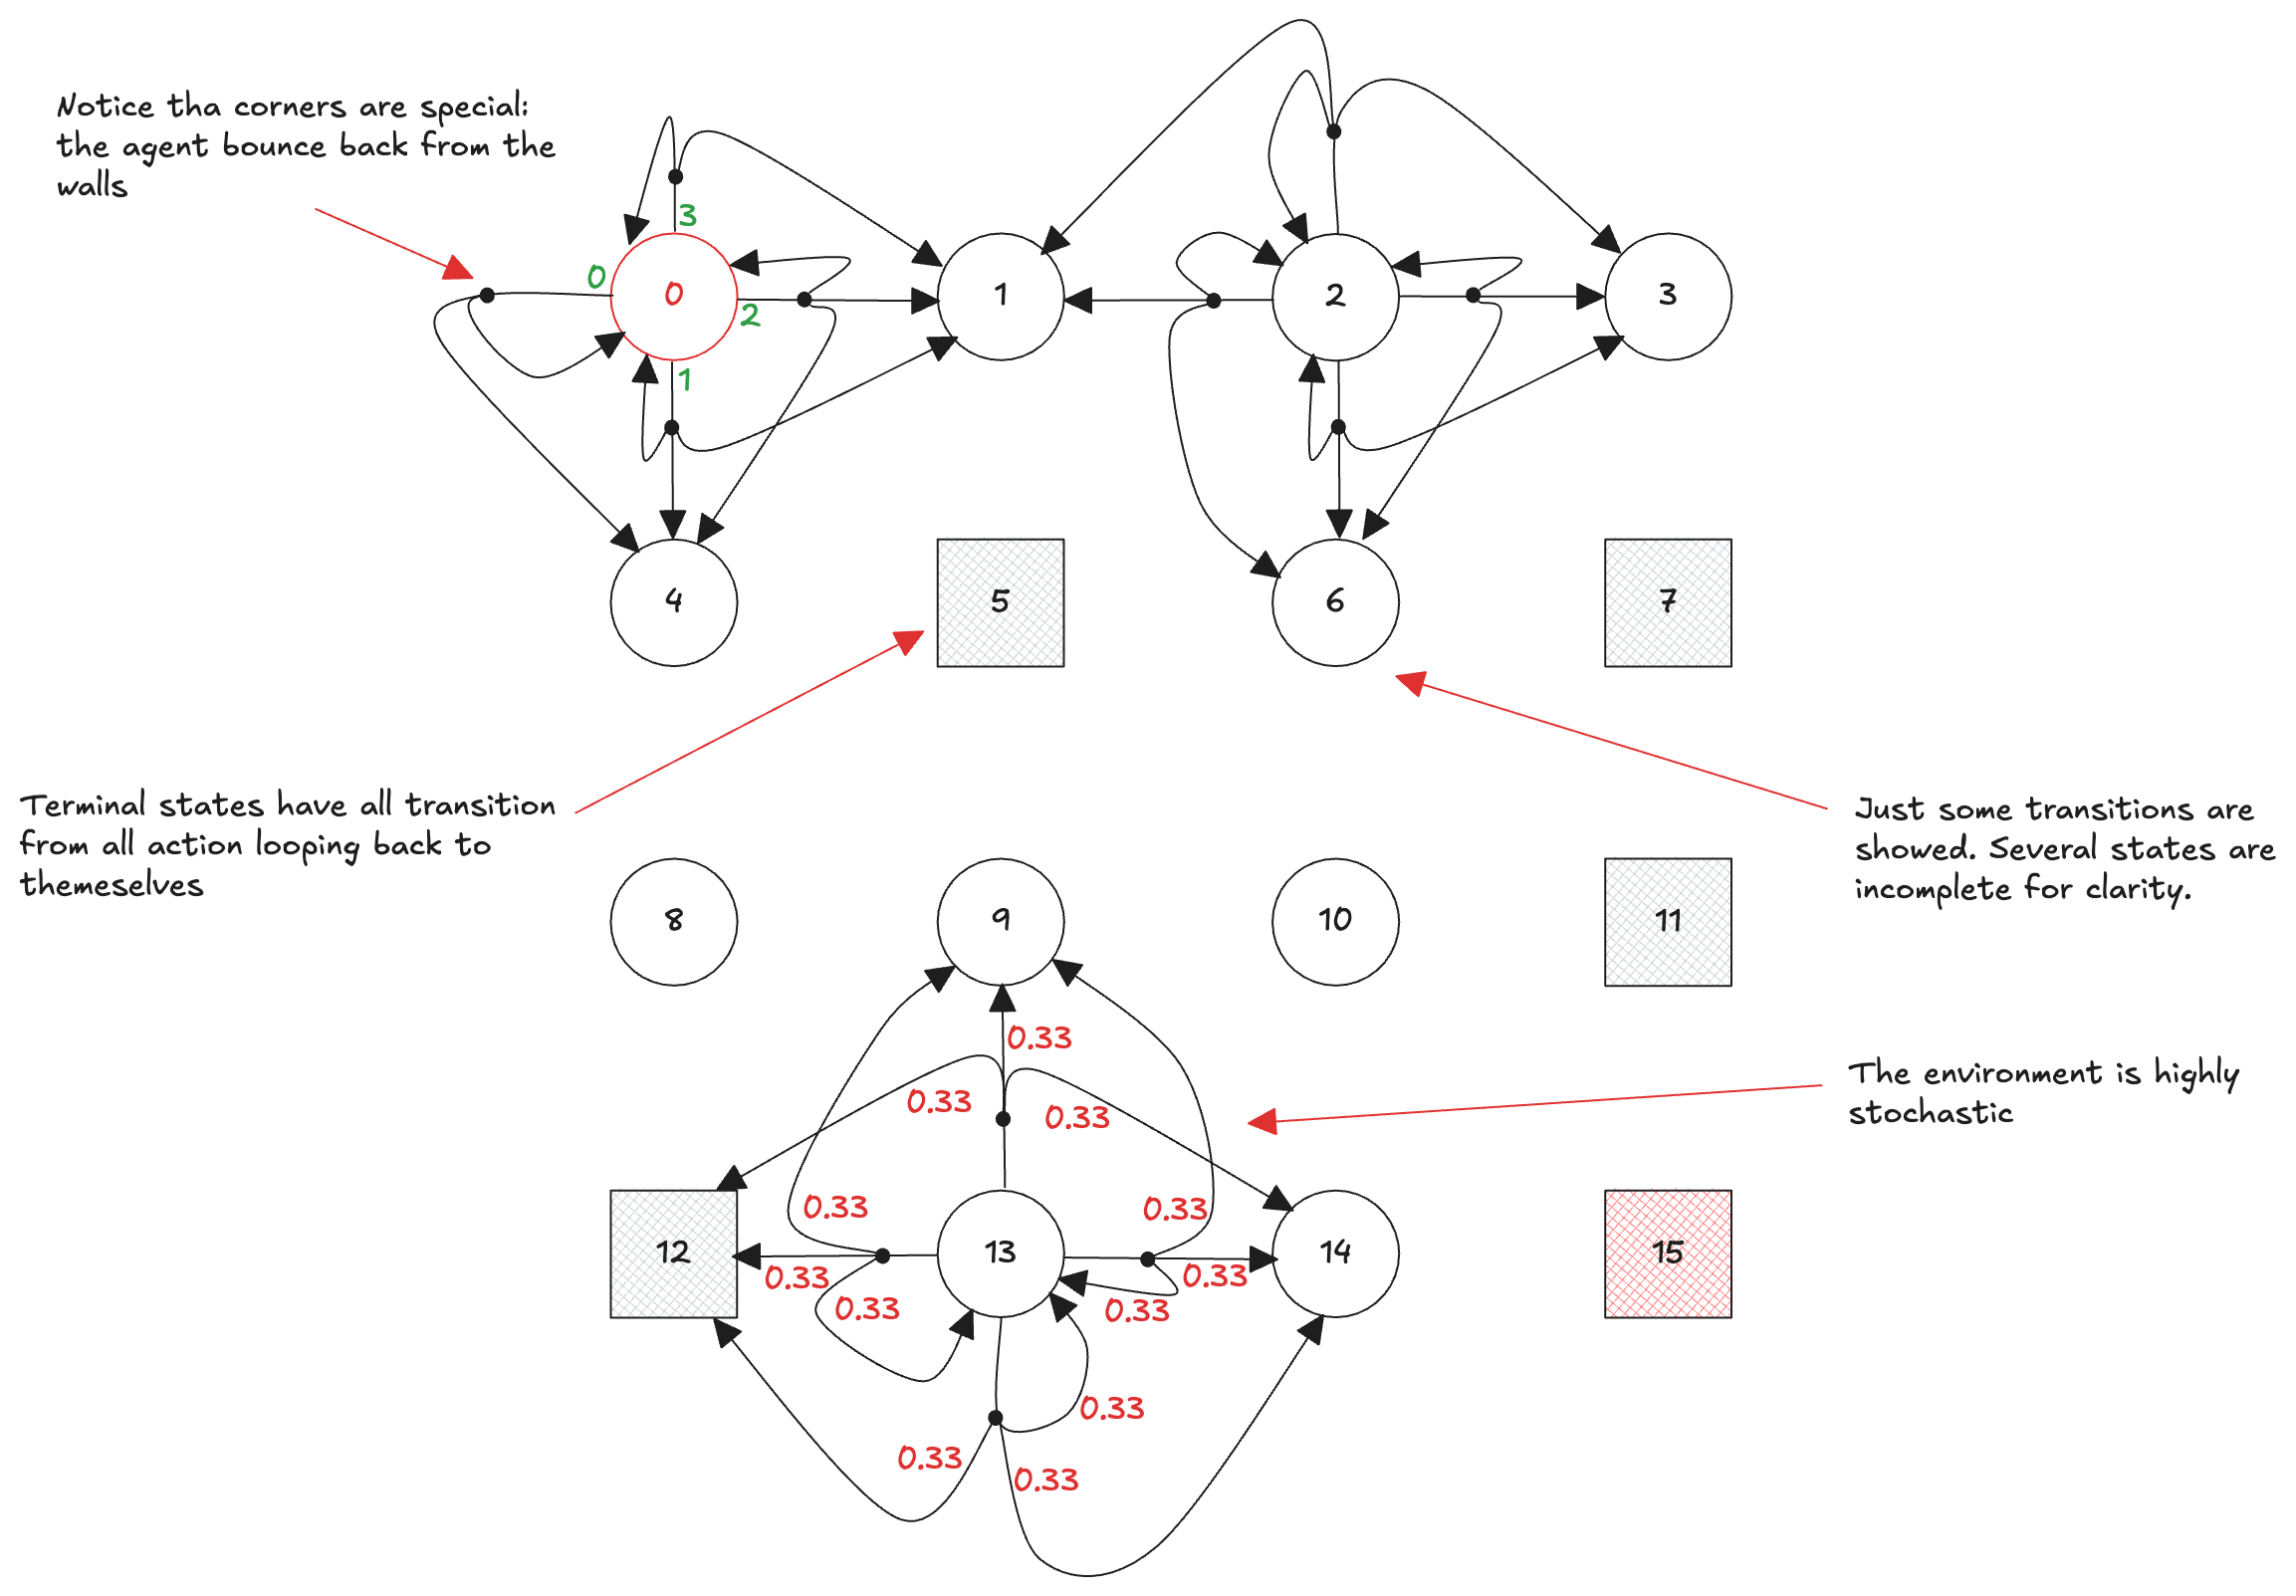 Notice tha corners are special:
the agent bounce back from the
walls
3
0
0
2
1
1
2
3
4
5
6
7
Terminal states have all transition
from all action looping back to
themeselves
Just some transitions are
showed. Several states are
incomplete for clarity.
8
9
10
11
0.33
0.33
0.33
The environment is highly
stochastic
0.33
0.33
12
13
14
15
0.33
0.33
0.33
0.33
0.33
0.33
0.33